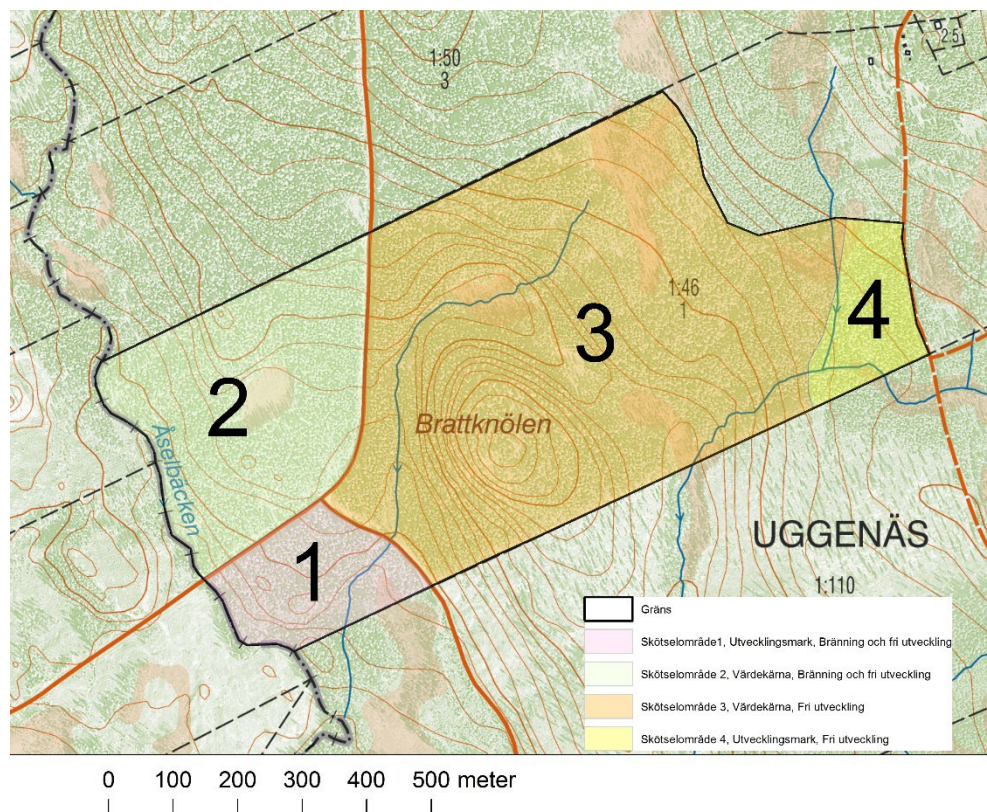 2:5
1:50
3
1:46
1
2
3
4
Brattknölen
Åselbäcken
1
UGGENÄS
1:110
Gräns
Skötselområde1, Utvecklingsmark, Bränning och fri utveckling
Skötselområde 2, Värdekärna, Bränning och fri utveckling
Skötselområde 3, Värdekärna, Fri utveckling
Skötselområde 4, Utvecklingsmark, Fri utveckling
0 100 200 300 400 500 meter